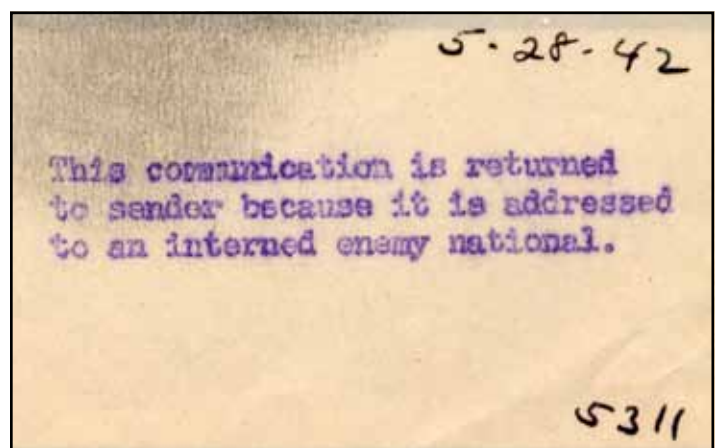 5-28-42
This communication is returned
to sender because it is addressed
to an interned enemy national.
5311